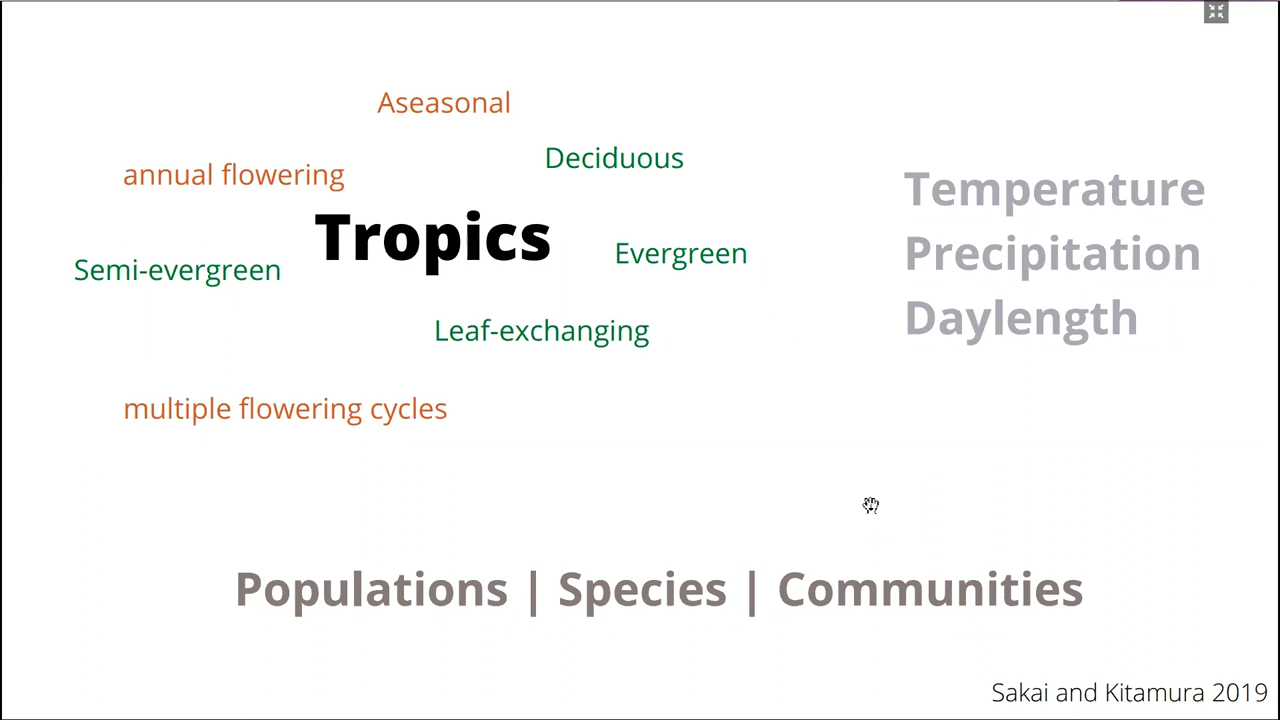 Aseasonal
Deciduous
annual flowering
Tropics
Semi-evergreen
Evergreen
Leaf-exchanging
multiple flowering cycles
Temperature
Precipitation
Daylength
Populations | Species | Communities
Sakai and Kitamura 2019